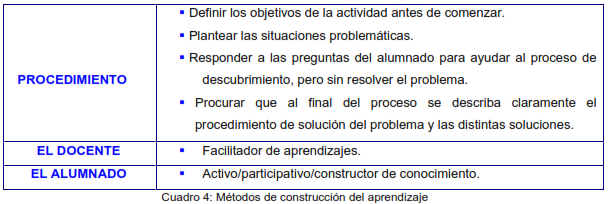 ▪ Definir los objetivos de la actividad antes de comenzar.
▪ Plantear las situaciones problemáticas.
▪ Responder a las preguntas del alumnado para ayudar al proceso de
PROCEDIMIENTO
descubrimiento, pero sin resolver el problema.
▪ Procurar que al final del proceso se describa claramente el
procedimiento de solución del problema y las distintas soluciones.
EL DOCENTE ▪ Facilitador de aprendizajes.
EL ALUMNADO ▪ Activo/participativo/constructor de conocimiento.
Cuadro 4: Métodos de construcción del aprendizaje